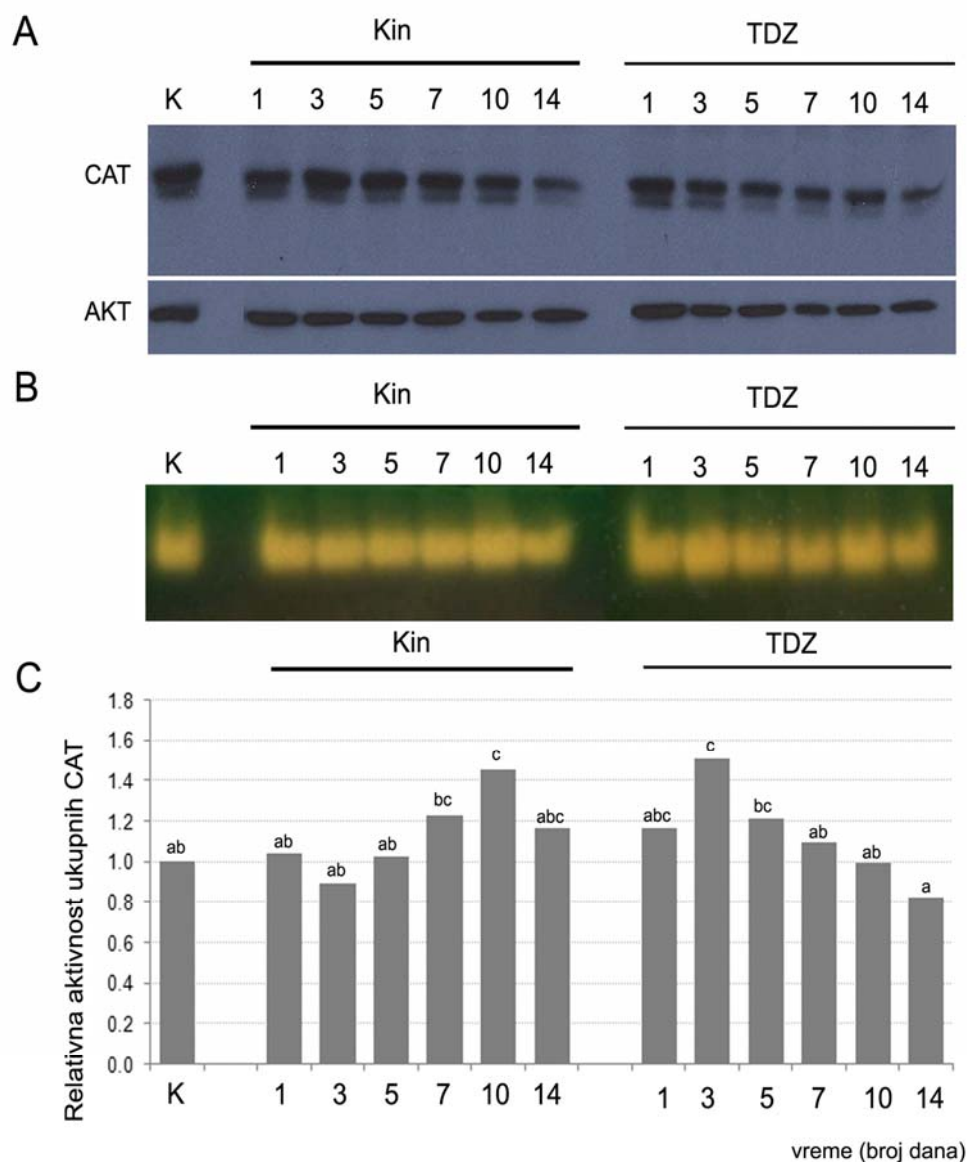 A
Kin TDZ
K 1 3 5 7 10 14 1 3 5 7 10 14
CAT
AKT
B
Kin TDZ
K 1 3 5 7 10 14 1 3 5 7 10 14
Kin TDZ
C
Relativna aktivnost ukupnih CAT
1.8
1.6
1.4
1.2
1.0
0.8
0.6
0.4
0.2
0.0
ab ab ab ab bc c abc abc c bc ab ab a
K 1 3 5 7 10 14 1 3 5 7 10 14
vreme (broj dana)